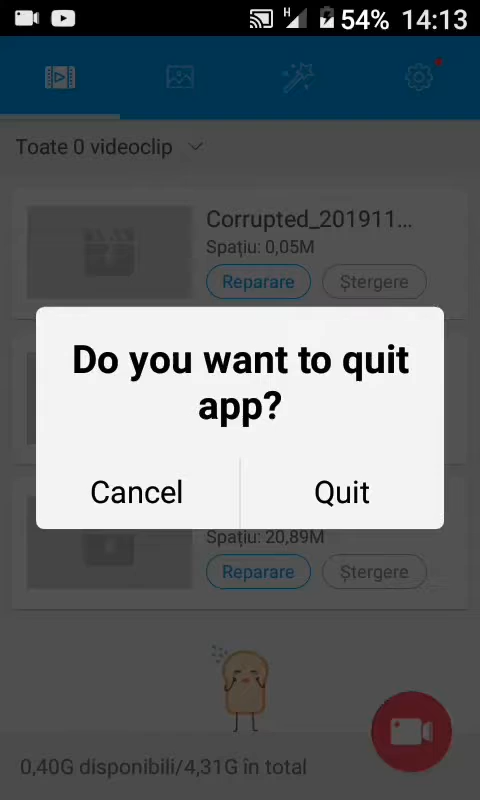 H
54% 14:13
Toate 0 videoclip
Corrupted_201911...
Spațiu: 0,05M
Reparare Ștergere
Do you want to quit
app?
Cancel Quit
Spațiu: 20,89M
Reparare Ștergere
0,40G disponibili/4,31G în total